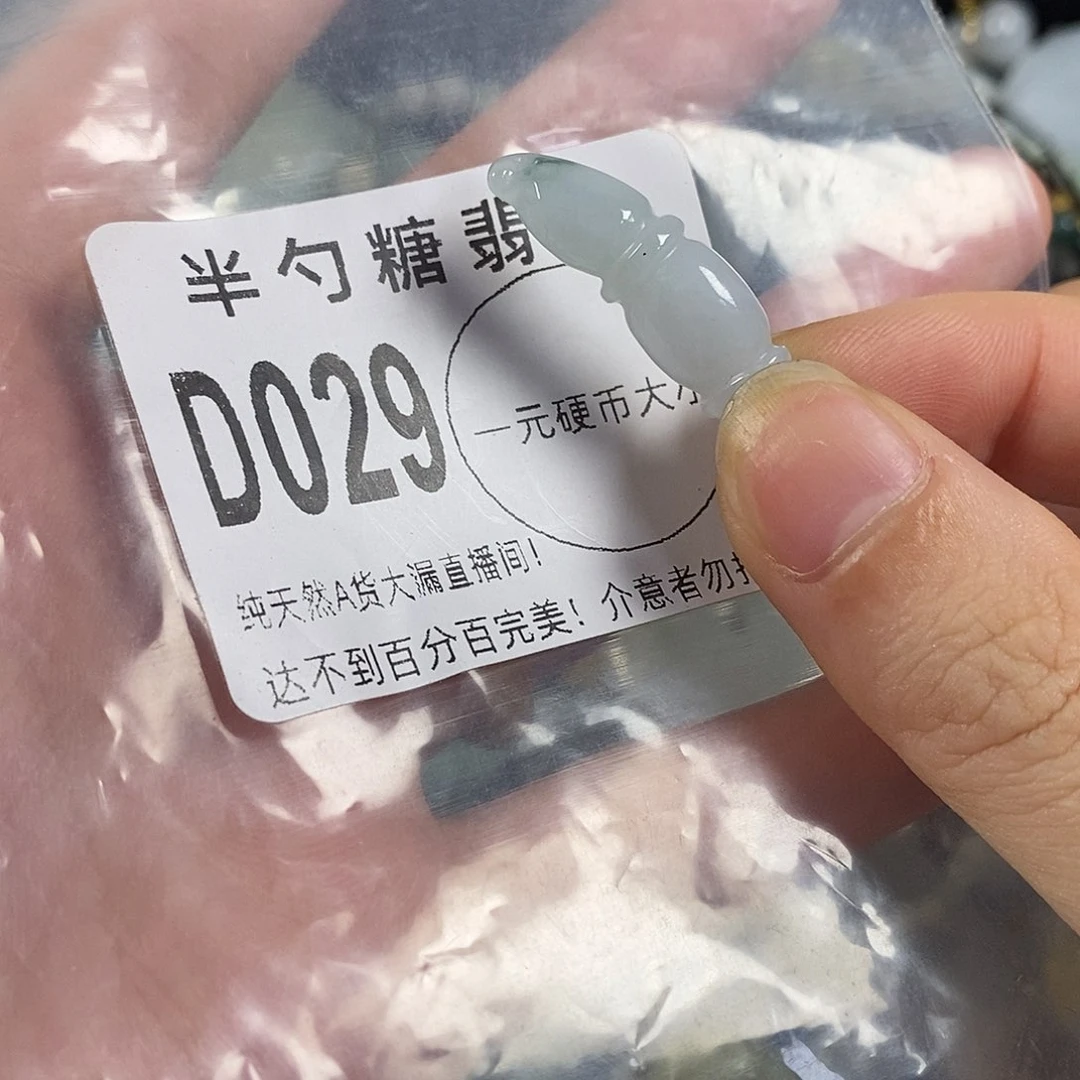 半勺糖翡
D029
一元硬币大小
纯天然A货大漏直播间！
达不到百分百完美！介意者勿